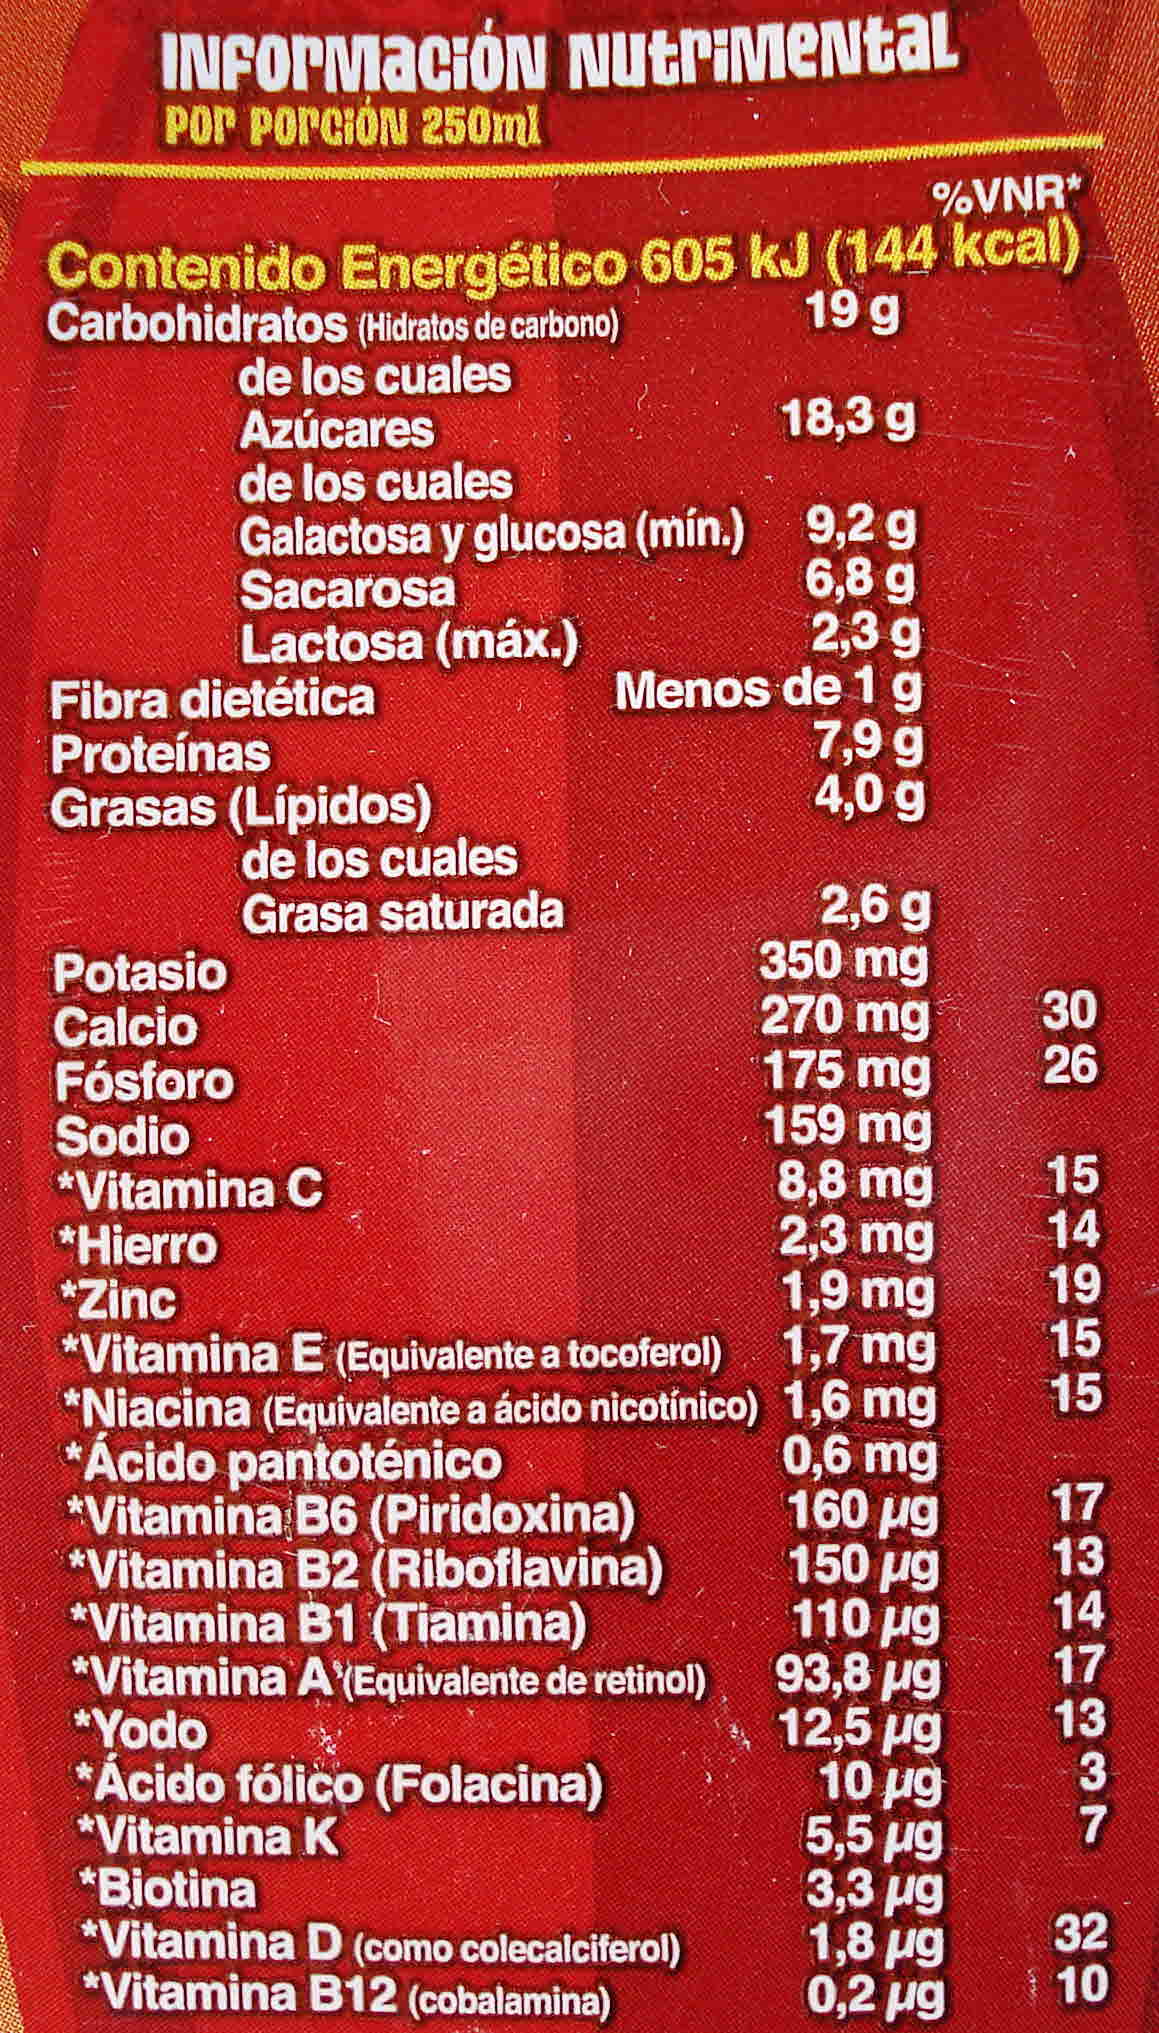 INFORMACIÓN NUTRIMENTAL
POR PORCIÓN 250ml
%VNR*
Contenido Energético 605 kJ (144 kcal)
Carbohidratos (Hidratos de carbono) 19 g
de los cuales
Azúcares 18,3 g
de los cuales
Galactosa y glucosa (mín.) 9,2 g
Sacarosa 6,8 g
Lactosa (máx.) 2,3 g
Fibra dietética Menos de 1 g
Proteínas 7,9 g
Grasas (Lípidos) 4,0 g
de los cuales
Grasa saturada 2,6 g
Potasio 350 mg
Calcio 270 mg 30
Fósforo 175 mg 26
Sodio 159 mg
*Vitamina C 8,8 mg 15
*Hierro 2,3 mg 14
*Zinc 1,9 mg 19
*Vitamina E (Equivalente a tocoferol) 1,7 mg 15
*Niacina (Equivalente a ácido nicotínico) 1,6 mg 15
*Ácido pantoténico 0,6 mg
*Vitamina B6 (Piridoxina) 160 µg 17
*Vitamina B2 (Riboflavina) 150 µg 13
*Vitamina B1 (Tiamina) 110 µg 14
*Vitamina A (Equivalente de retinol) 93,8 µg 17
*Yodo 12,5 µg 13
*Ácido fólico (Folacina) 10 µg 3
*Vitamina K 5,5 µg 7
*Biotina 3,3 µg
*Vitamina D (como colecalciferol) 1,8 µg 32
*Vitamina B12 (cobalamina) 0,2 µg 10